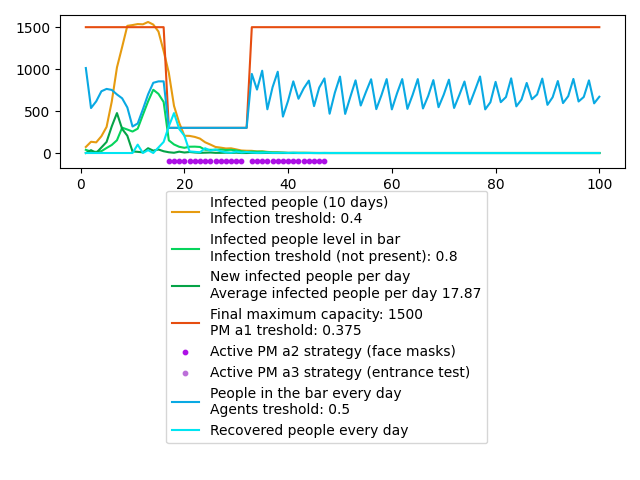 1500
1000
500
0
0
20
40
60
80
100
Infected people (10 days)
Infection treshold: 0.4
Infected people level in bar
Infection treshold (not present): 0.8
New infected people per day
Average infected people per day 17.87
Final maximum capacity: 1500
PM a1 treshold: 0.375
Active PM a2 strategy (face masks)
Active PM a3 strategy (entrance test)
People in the bar every day
Agents treshold: 0.5
Recovered people every day